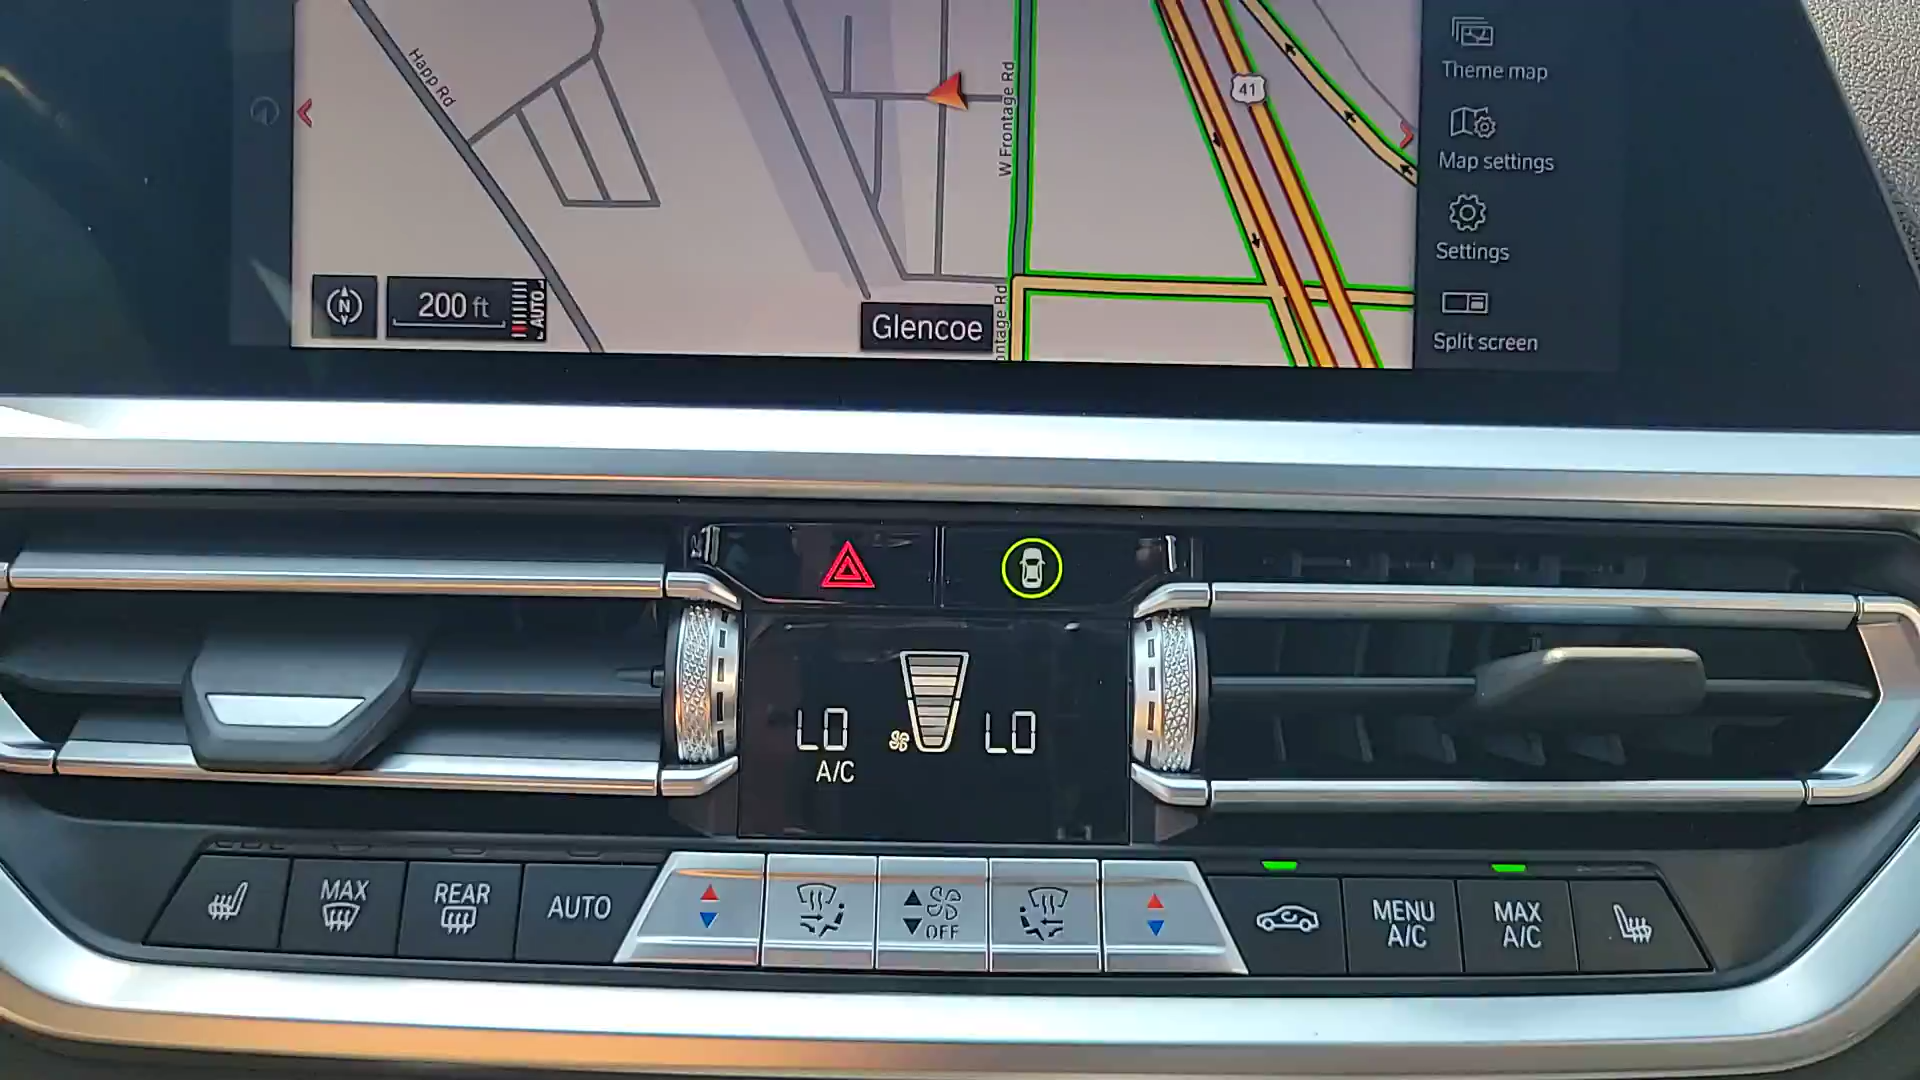 Happ Rd
W Frontage Rd
41
Theme map
Map settings
Settings
Split screen
N
200 ft
AUTO
Glencoe
ontage Rd
LO
LO
A/C
MAX
REAR
AUTO
OFF
MENU
A/C
MAX
A/C